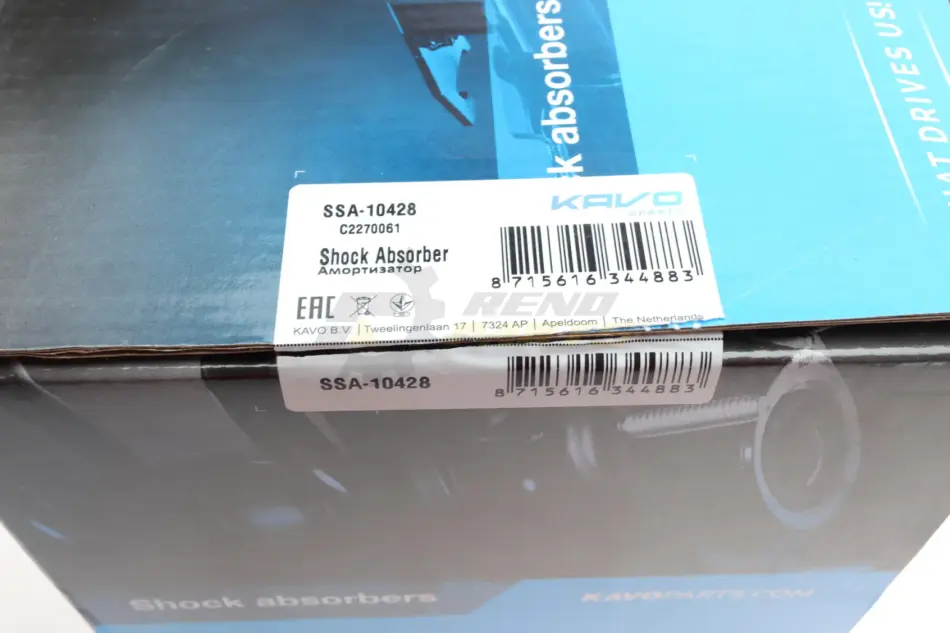 ck absorbers
AT DRIVES US!
SSA-10428
C2270061
KAVO
PARTS
Shock Absorber
Амортизатор
8 715616 344883
EAC
RENO
KAVO B.V. | Tweelingenlaan 17 | 7324 AP | Apeldoorn | The Netherlands
SSA-10428
8 715616 344883
Shock absorbers
KAVOPARTS.COM